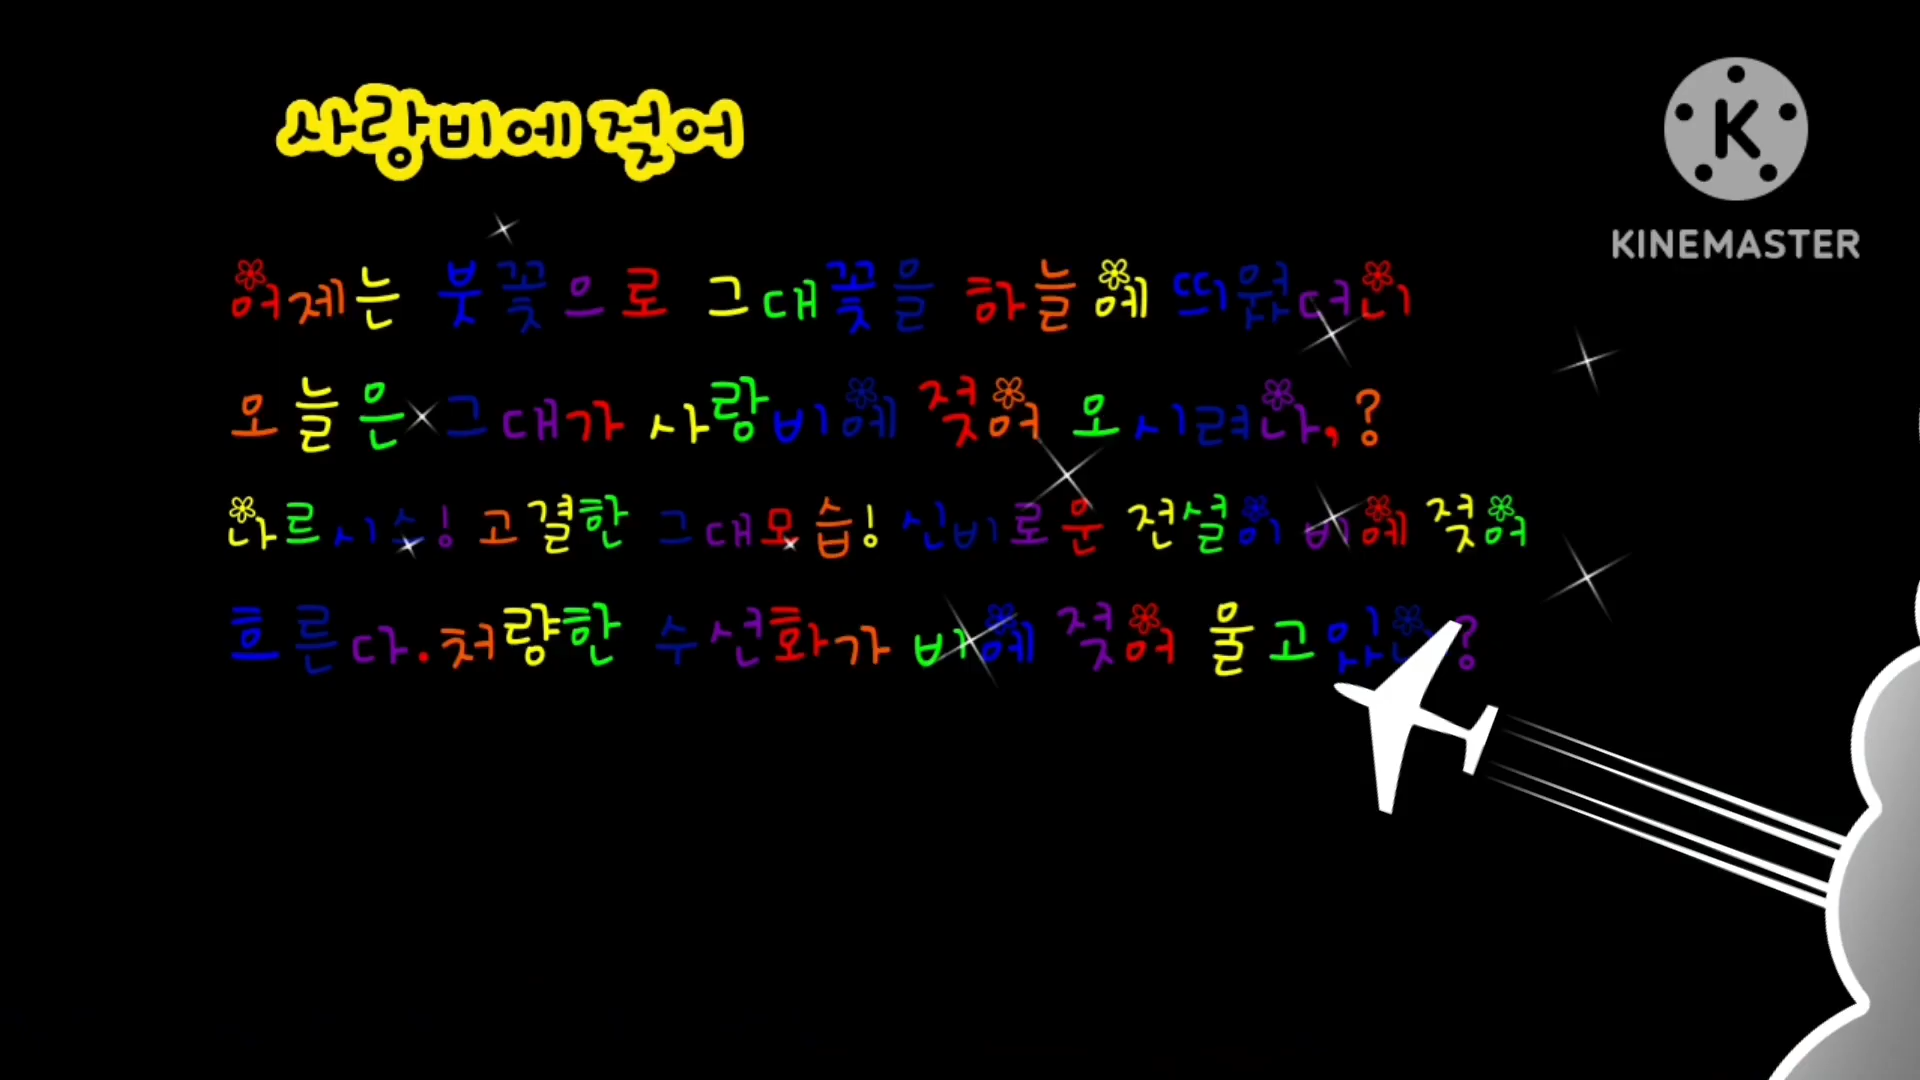 사랑비에 젖어
KINEMASTER
어제는 붓꽃으로 그대꽃을 하늘에 띄웠더니
오늘은 그대가 사랑비에 젖어 오시려나,?
나르시스! 고결한 그대모습! 신비로운 전설이 비에 젖어
흐른다.처량한 수선화가 비에 젖어 울고있나?